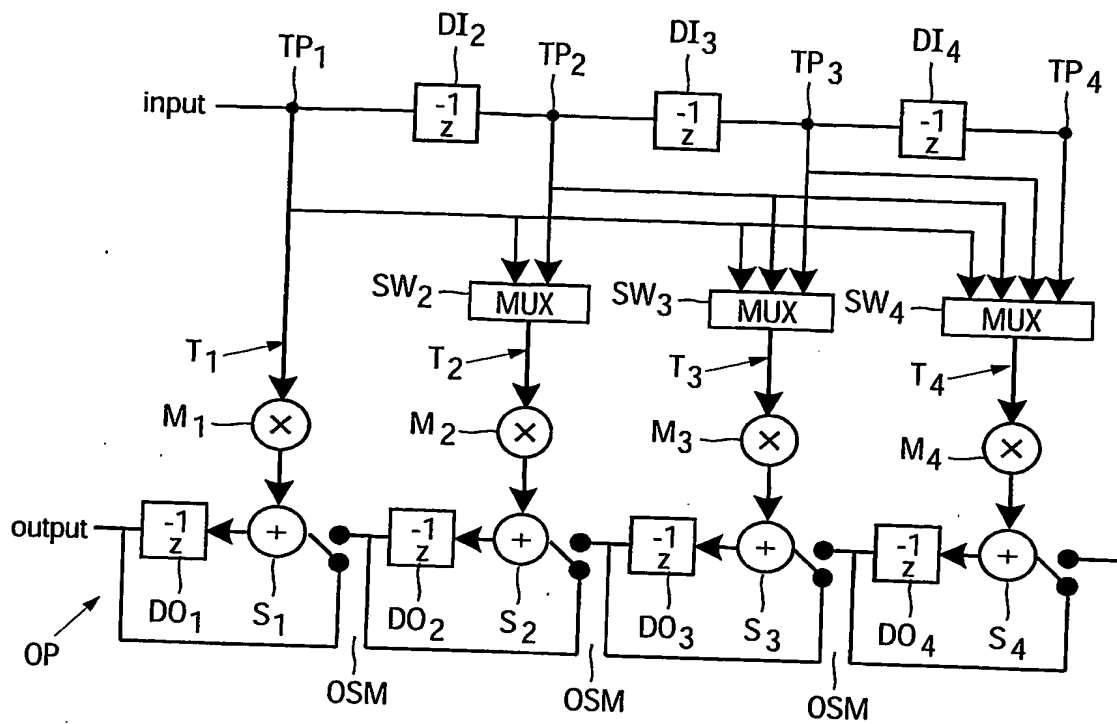 DI2
DI3
DI4
TP1
TP2
TP3
TP4
input
-1
z
-1
z
-1
z
SW2
MUX
SW3
MUX
SW4
MUX
T1
T2
T3
T4
M1
×
M2
×
M3
×
M4
×
output
-1
z
+
-1
z
+
-1
z
+
-1
z
+
DO1
S1
DO2
S2
DO3
S3
DO4
S4
OP
OSM
OSM
OSM